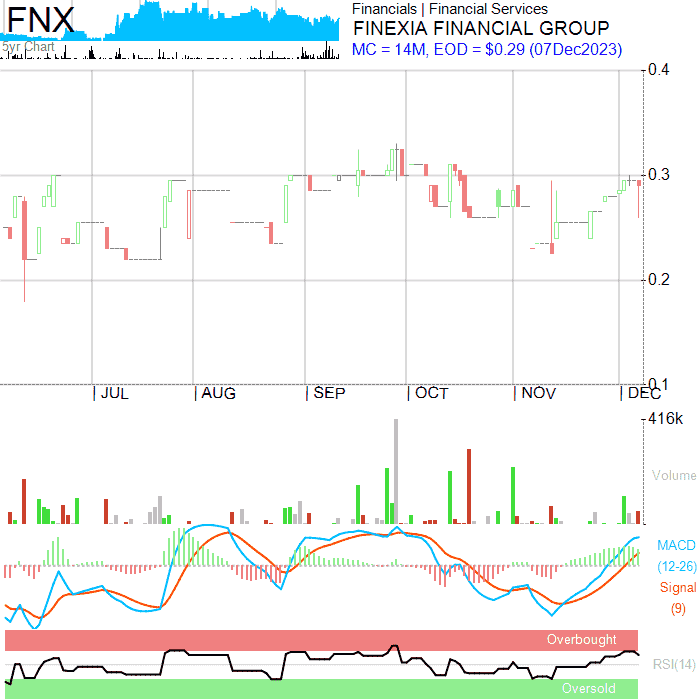 FNX
5yr Chart
Financials | Financial Services
FINEXIA FINANCIAL GROUP
MC = 14M, EOD = $0.29 (07Dec2023)
0.4
0.3
0.2
0.1
JUL AUG SEP OCT NOV DEC
416k
Volume
MACD
(12-26)
Signal
(9)
Overbought
RSI(14)
Oversold